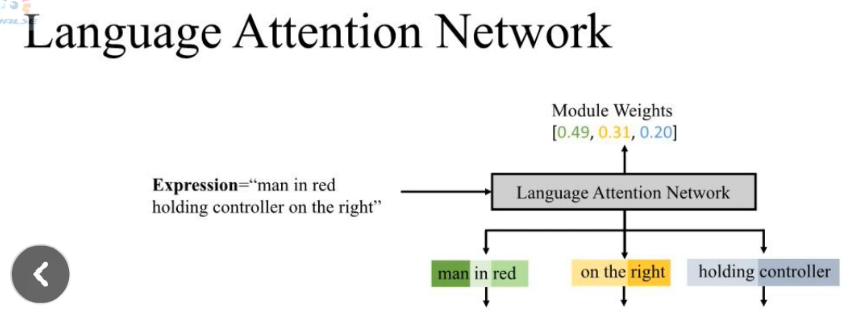 Language Attention Network
Module Weights
[0.49, 0.31, 0.20]
Expression=“man in red
holding controller on the right”
Language Attention Network
man in red
on the right
holding controller